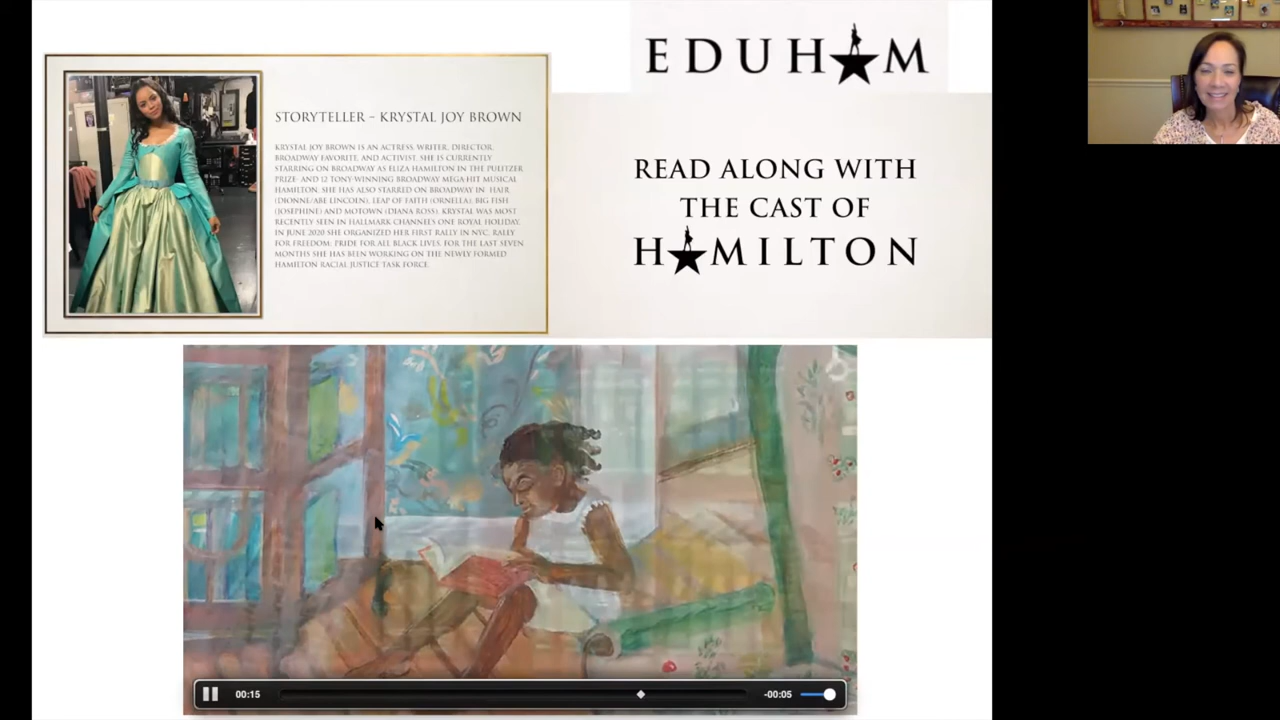 EDUHAM
STORYTELLER - KRYSTAL JOY BROWN
KRYSTAL JOY BROWN IS AN ACTRESS, WRITER, DIRECTOR,
BROADWAY FAVORITE, AND ACTIVIST. SHE IS CURRENTLY
STARRING ON BROADWAY AS ELIZA HAMILTON IN THE PULITZER
PRIZE- AND 12 TONY-WINNING BROADWAY MEGA HIT MUSICAL
HAMILTON. SHE HAS ALSO STARRED ON BROADWAY IN HAIR
(DIONNE/ABE LINCOLN), LEAP OF FAITH (ORNELLA), BIG FISH
(JOSEPHINE) AND MOTOWN (DIANA ROSS). KRYSTAL WAS MOST
RECENTLY SEEN IN HALLMARK CHANNEL'S ONE ROYAL HOLIDAY.
IN JUNE 2020 SHE ORGANIZED HER FIRST RALLY IN NYC, RALEY
FOR FREEDOM: PRIDE FOR ALL BLACK LIVES. FOR THE LAST SEVEN
MONTHS SHE HAS BEEN WORKING ON THE NEWLY FORMED
HAMILTON RACIAL JUSTICE TASK FORCE.
READ ALONG WITH
THE CAST OF
HAMILTON
00:15
-00:05